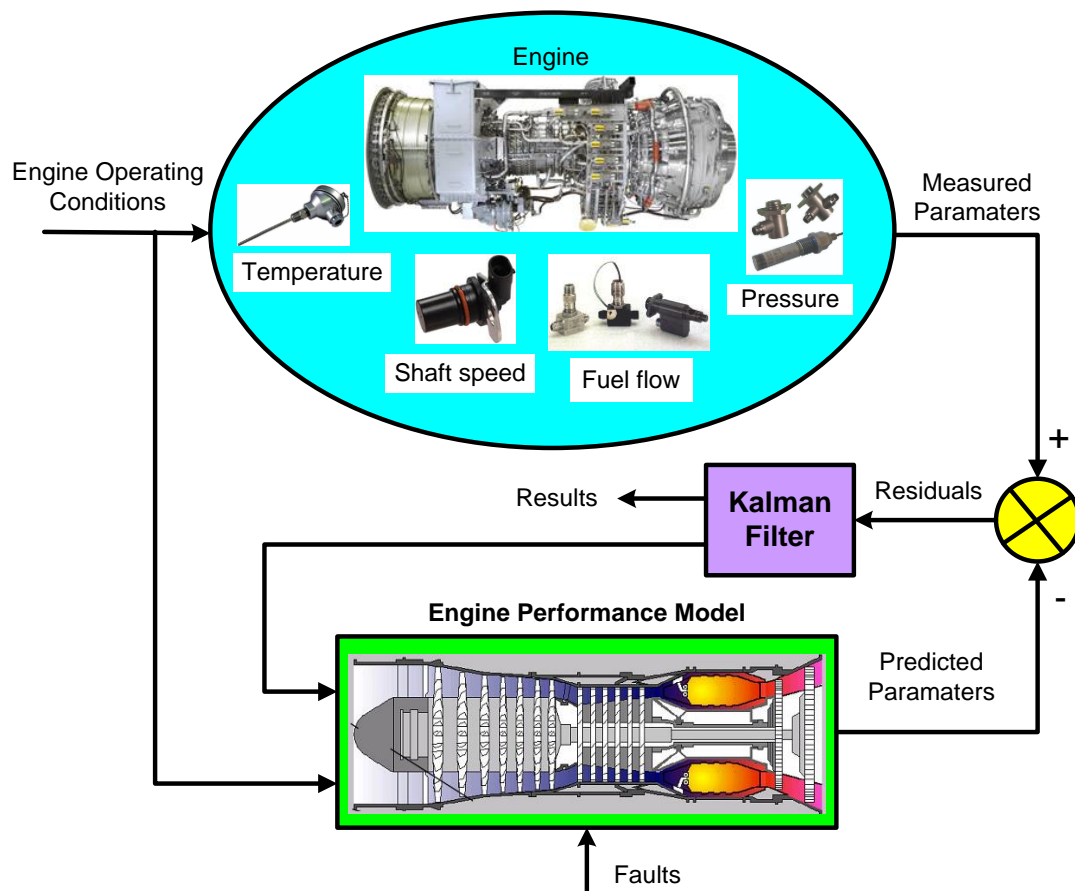 Engine
Engine Operating
Conditions
Measured
Paramaters
Temperature
Pressure
Shaft speed
Fuel flow
+
Results
Kalman
Filter
Residuals
-
Engine Performance Model
Predicted
Paramaters
Faults